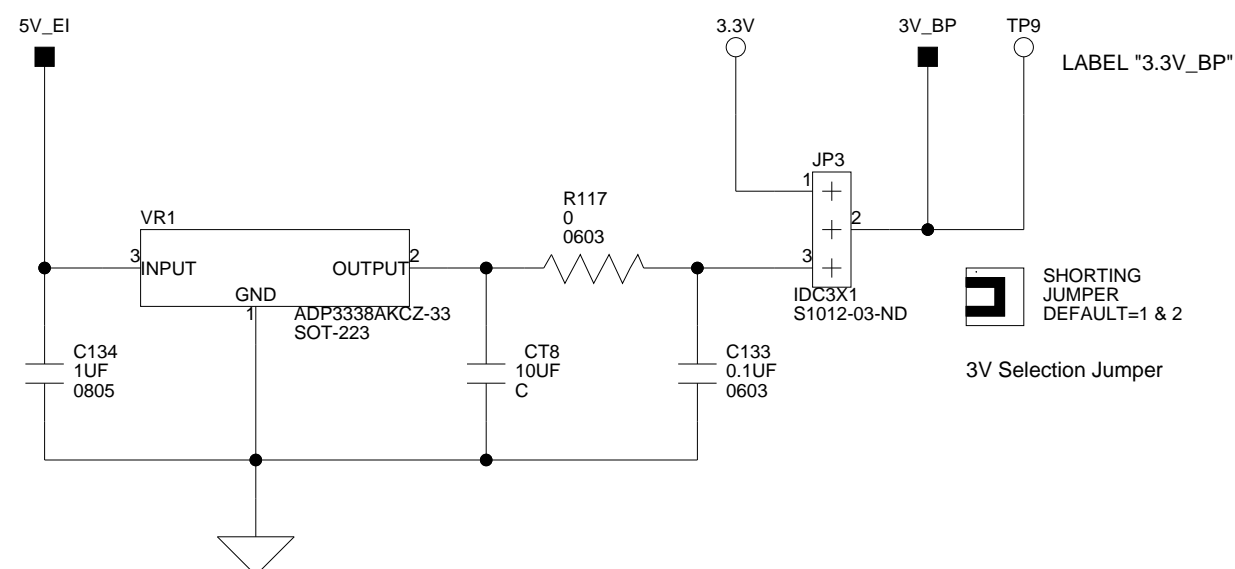 5V_EI
3.3V
3V_BP
TP9
LABEL "3.3V_BP"
JP3
1
2
3
IDC3X1
S1012-03-ND
R117
0
0603
VR1
3
INPUT
OUTPUT
2
GND
1
ADP3338AKCZ-33
SOT-223
SHORTING
JUMPER
DEFAULT=1 & 2
3V Selection Jumper
C134
1UF
0805
CT8
10UF
C
C133
0.1UF
0603